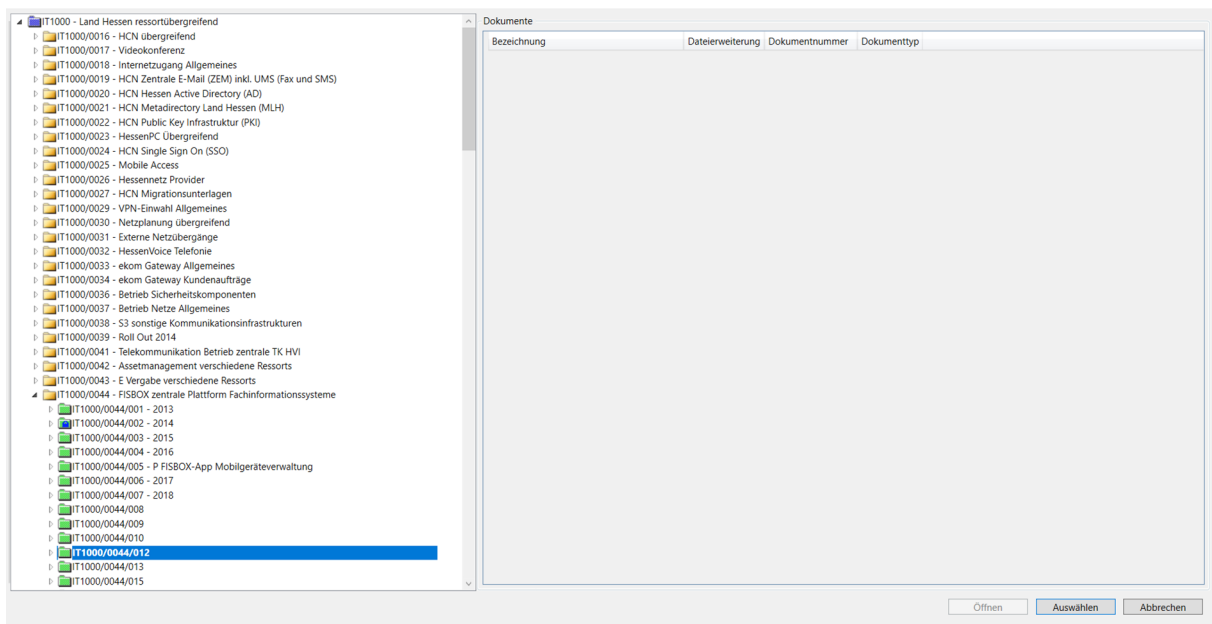 IT1000 - Land Hessen ressortübergreifend
IT1000/0016 - HCN übergreifend
IT1000/0017 - Videokonferenz
IT1000/0018 - Internetzugang Allgemeines
IT1000/0019 - HCN Zentrale E-Mail (ZEM) inkl. UMS (Fax und SMS)
IT1000/0020 - HCN Hessen Active Directory (AD)
IT1000/0021 - HCN Metadirectory Land Hessen (MLH)
IT1000/0022 - HCN Public Key Infrastruktur (PKI)
IT1000/0023 - HessenPC Übergreifend
IT1000/0024 - HCN Single Sign On (SSO)
IT1000/0025 - Mobile Access
IT1000/0026 - Hessennetz Provider
IT1000/0027 - HCN Migrationsunterlagen
IT1000/0029 - VPN-Einwahl Allgemeines
IT1000/0030 - Netzplanung übergreifend
IT1000/0031 - Externe Netzübergänge
IT1000/0032 - HessenVoice Telefonie
IT1000/0033 - ekom Gateway Allgemeines
IT1000/0034 - ekom Gateway Kundenaufträge
IT1000/0036 - Betrieb Sicherheitskomponenten
IT1000/0037 - Betrieb Netze Allgemeines
IT1000/0038 - S3 sonstige Kommunikationsinfrastrukturen
IT1000/0039 - Roll Out 2014
IT1000/0041 - Telekommunikation Betrieb zentrale TK HVI
IT1000/0042 - Assetmanagement verschiedene Ressorts
IT1000/0043 - E Vergabe verschiedene Ressorts
IT1000/0044 - FISBOX zentrale Plattform Fachinformationssysteme
IT1000/0044/001 - 2013
IT1000/0044/002 - 2014
IT1000/0044/003 - 2015
IT1000/0044/004 - 2016
IT1000/0044/005 - P FISBOX-App Mobilgeräteverwaltung
IT1000/0044/006 - 2017
IT1000/0044/007 - 2018
IT1000/0044/008
IT1000/0044/009
IT1000/0044/010
IT1000/0044/012
IT1000/0044/013
IT1000/0044/015
Dokumente
Bezeichnung Dateierweiterung Dokumentnummer Dokumenttyp
Öffnen Auswählen Abbrechen